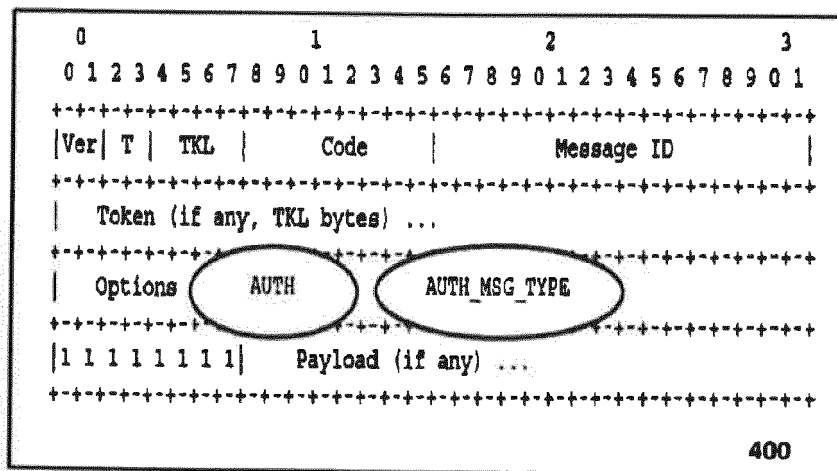 0 1 2 3
0 1 2 3 4 5 6 7 8 9 0 1 2 3 4 5 6 7 8 9 0 1 2 3 4 5 6 7 8 9 0 1
+-+-+-+-+-+-+-+-+-+-+-+-+-+-+-+-+-+-+-+-+-+-+-+-+-+-+-+-+-+-+-+-+
|Ver| T | TKL | Code | Message ID |
+-+-+-+-+-+-+-+-+-+-+-+-+-+-+-+-+-+-+-+-+-+-+-+-+-+-+-+-+-+-+-+-+
| Token (if any, TKL bytes) ...
+-+-+-+-+-+-+-+-+-+-+-+-+-+-+-+-+-+-+-+-+-+-+-+-+-+-+-+-+-+-+-+-+
| Options AUTH AUTH_MSG_TYPE
+-+-+-+-+-+-+-+-+-+-+-+-+-+-+-+-+-+-+-+-+-+-+-+-+-+-+-+-+-+-+-+-+
|1 1 1 1 1 1 1 1| Payload (if any) ...
+-+-+-+-+-+-+-+-+-+-+-+-+-+-+-+-+-+-+-+-+-+-+-+-+-+-+-+-+-+-+-+-+
400